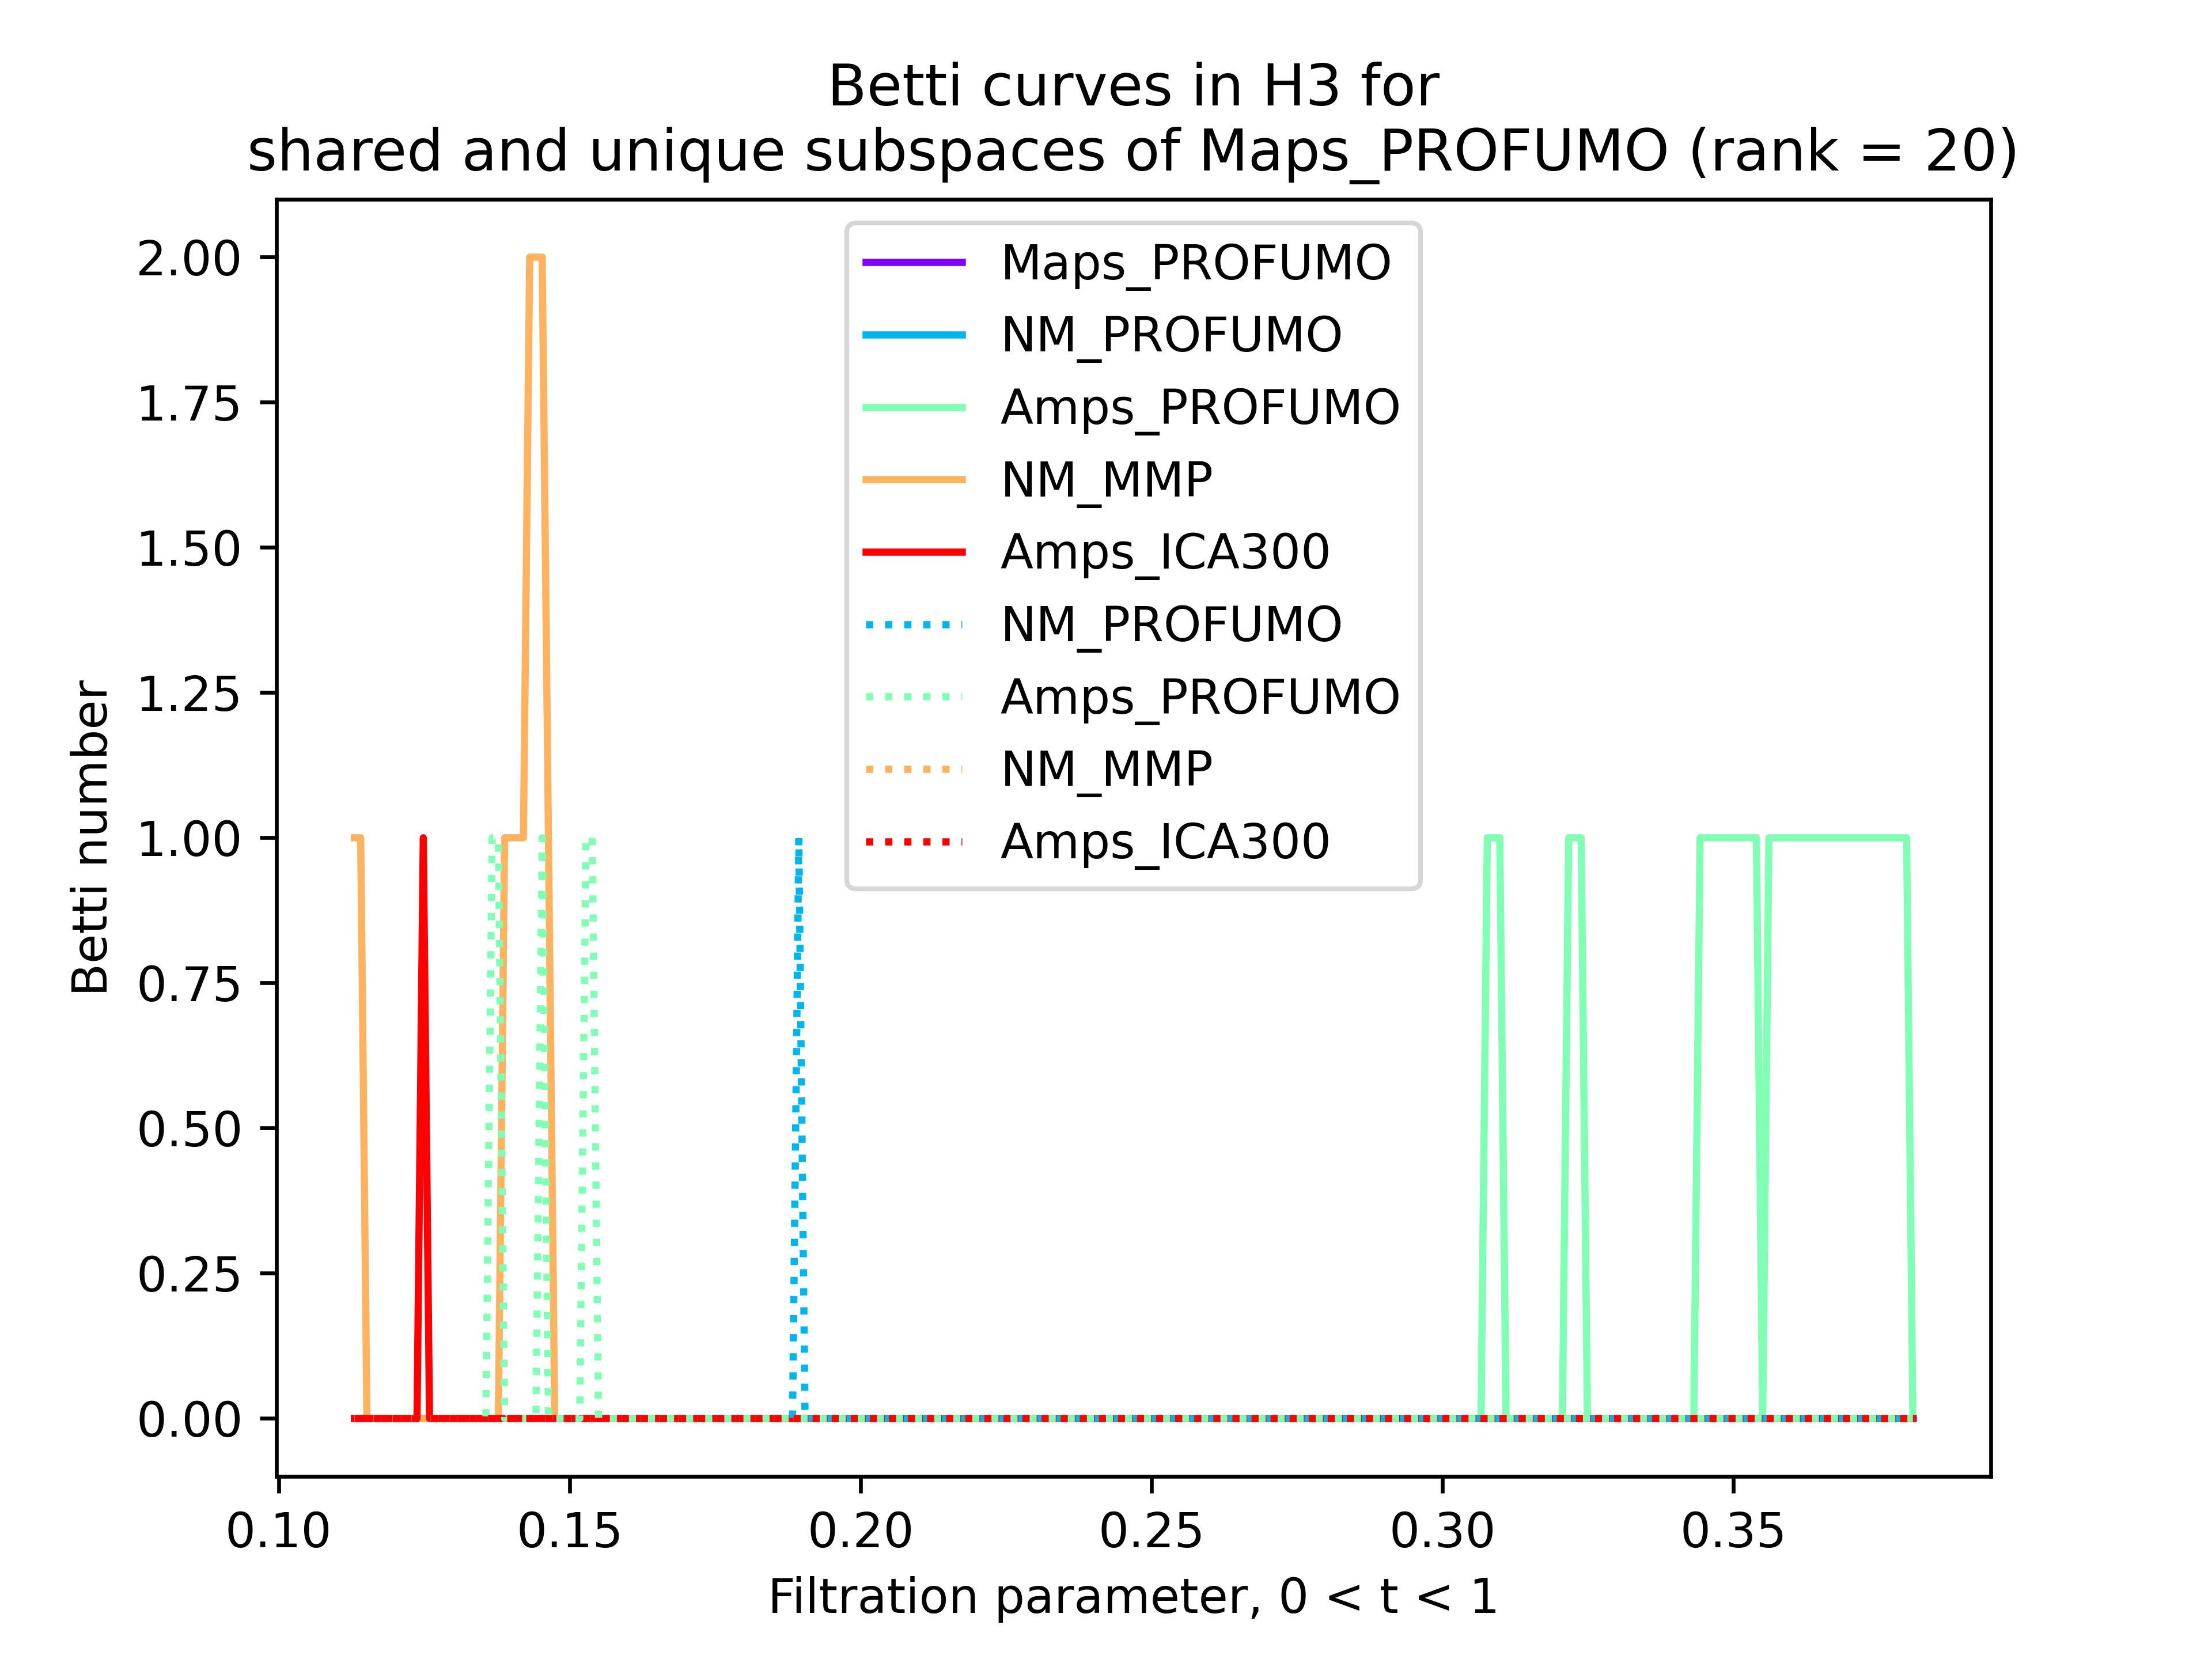 Betti curves in H3 for
shared and unique subspaces of Maps_PROFUMO (rank = 20)
2.00
1.75
1.50
1.25
1.00
0.75
0.50
0.25
0.00
Betti number
Maps_PROFUMO
NM_PROFUMO
Amps_PROFUMO
NM_MMP
Amps_ICA300
NM_PROFUMO
Amps_PROFUMO
NM_MMP
Amps_ICA300
0.10 0.15 0.20 0.25 0.30 0.35
Filtration parameter, 0 < t < 1